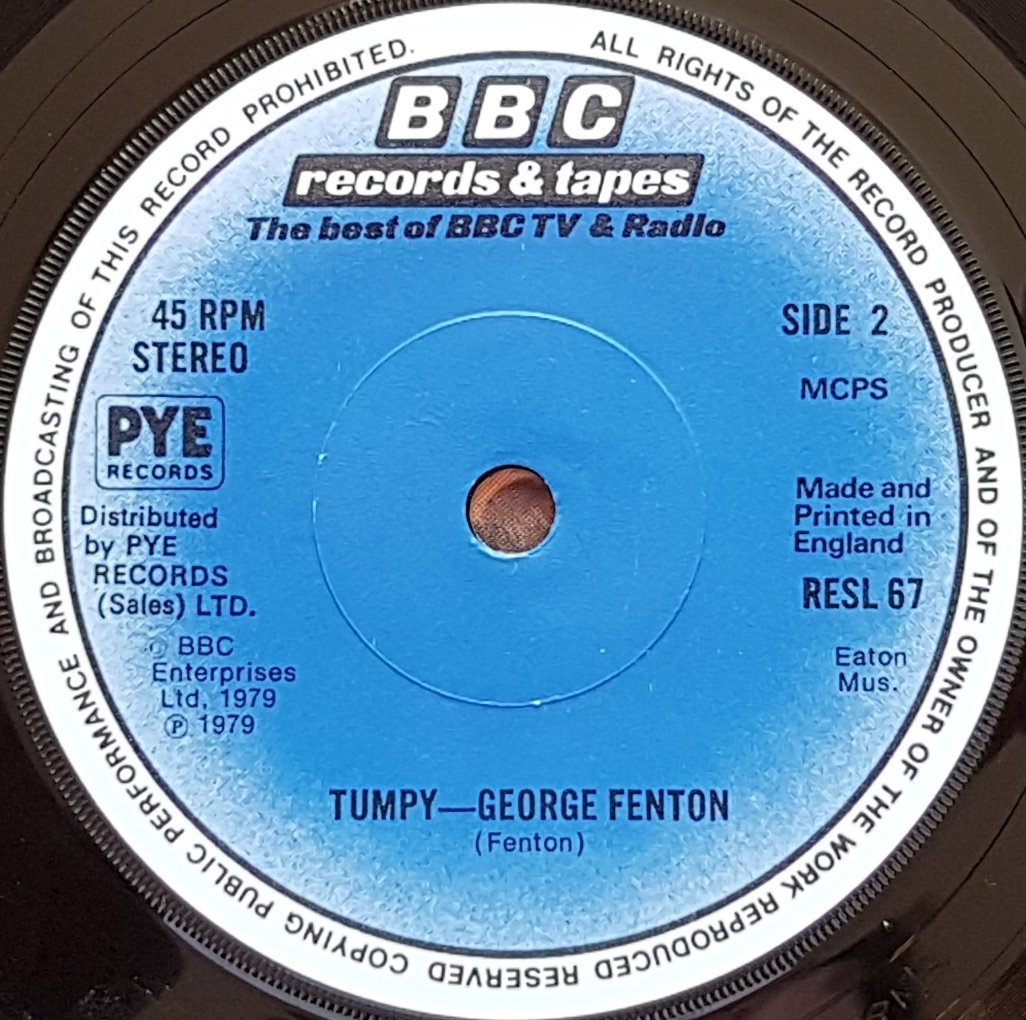 ALL RIGHTS OF THE RECORD PRODUCER AND OF THE OWNER OF THE WORK REPRODUCED RESERVED COPYING PUBLIC PERFORMANCE AND BROADCASTING OF THIS RECORD PROHIBITED.
BBC
records & tapes
The best of BBC TV & Radio
45 RPM
STEREO
PYE
RECORDS
Distributed
by PYE
RECORDS
(Sales) LTD.
© BBC
Enterprises
Ltd, 1979
℗ 1979
SIDE 2
MCPS
Made and
Printed in
England
RESL 67
Eaton
Mus.
TUMPY—GEORGE FENTON
(Fenton)